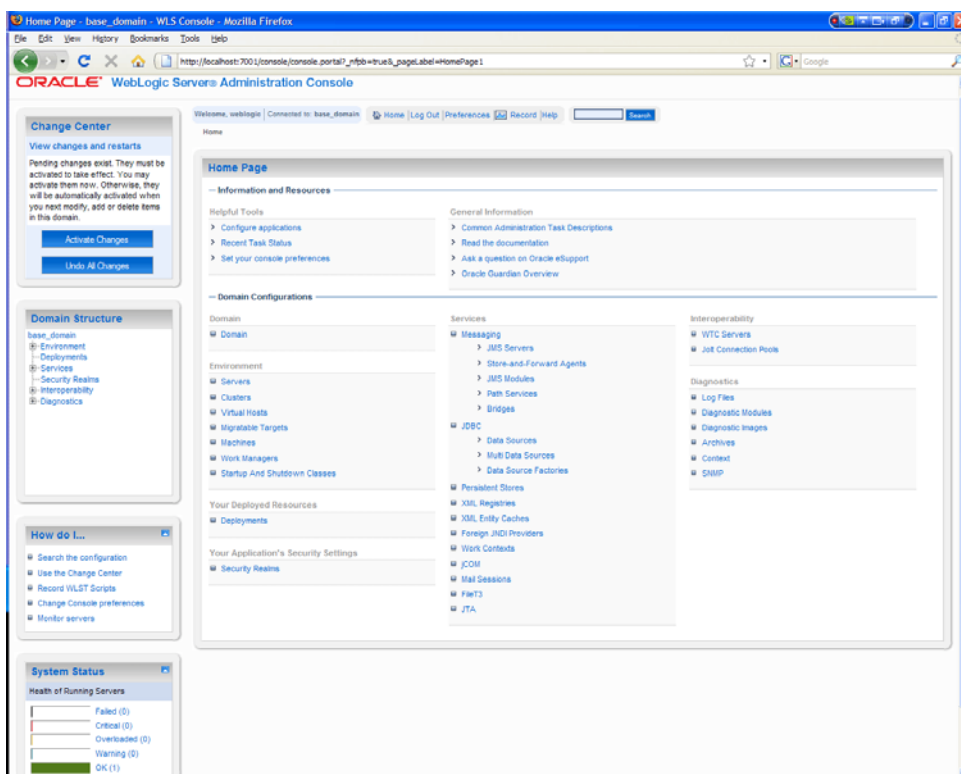 Home Page - base_domain - WLS Console - Mozilla Firefox
File Edit View History Bookmarks Tools Help
http://localhost:7001/console/console.portal?_nfpb=true&_pageLabel=HomePage1
Google
ORACLE® WebLogic Server® Administration Console
Change Center
View changes and restarts
Pending changes exist. They must be
activated to take effect. You may
activate them now. Otherwise, they
will be automatically activated when
you next modify, add or delete items
in this domain.
Activate Changes
Undo All Changes
Domain Structure
base_domain
Environment
Deployments
Services
Security Realms
Interoperability
Diagnostics
How do I...
Search the configuration
Use the Change Center
Record WLST Scripts
Change Console preferences
Monitor servers
System Status
Health of Running Servers
Failed (0)
Critical (0)
Overloaded (0)
Warning (0)
OK (1)
Welcome, weblogic Connected to: base_domain Home Log Out Preferences Record Help Search
Home
Home Page
Information and Resources
Helpful Tools
Configure applications
Recent Task Status
Set your console preferences
General Information
Common Administration Task Descriptions
Read the documentation
Ask a question on Oracle eSupport
Oracle Guardian Overview
Domain Configurations
Domain
Domain
Environment
Servers
Clusters
Virtual Hosts
Migratable Targets
Machines
Work Managers
Startup And Shutdown Classes
Your Deployed Resources
Deployments
Your Application's Security Settings
Security Realms
Services
Messaging
JMS Servers
Store-and-Forward Agents
JMS Modules
Path Services
Bridges
JDBC
Data Sources
Multi Data Sources
Data Source Factories
Persistent Stores
XML Registries
XML Entity Caches
Foreign JNDI Providers
Work Contexts
jCOM
Mail Sessions
FileT3
JTA
Interoperability
WTC Servers
Jolt Connection Pools
Diagnostics
Log Files
Diagnostic Modules
Diagnostic Images
Archives
Context
SNMP